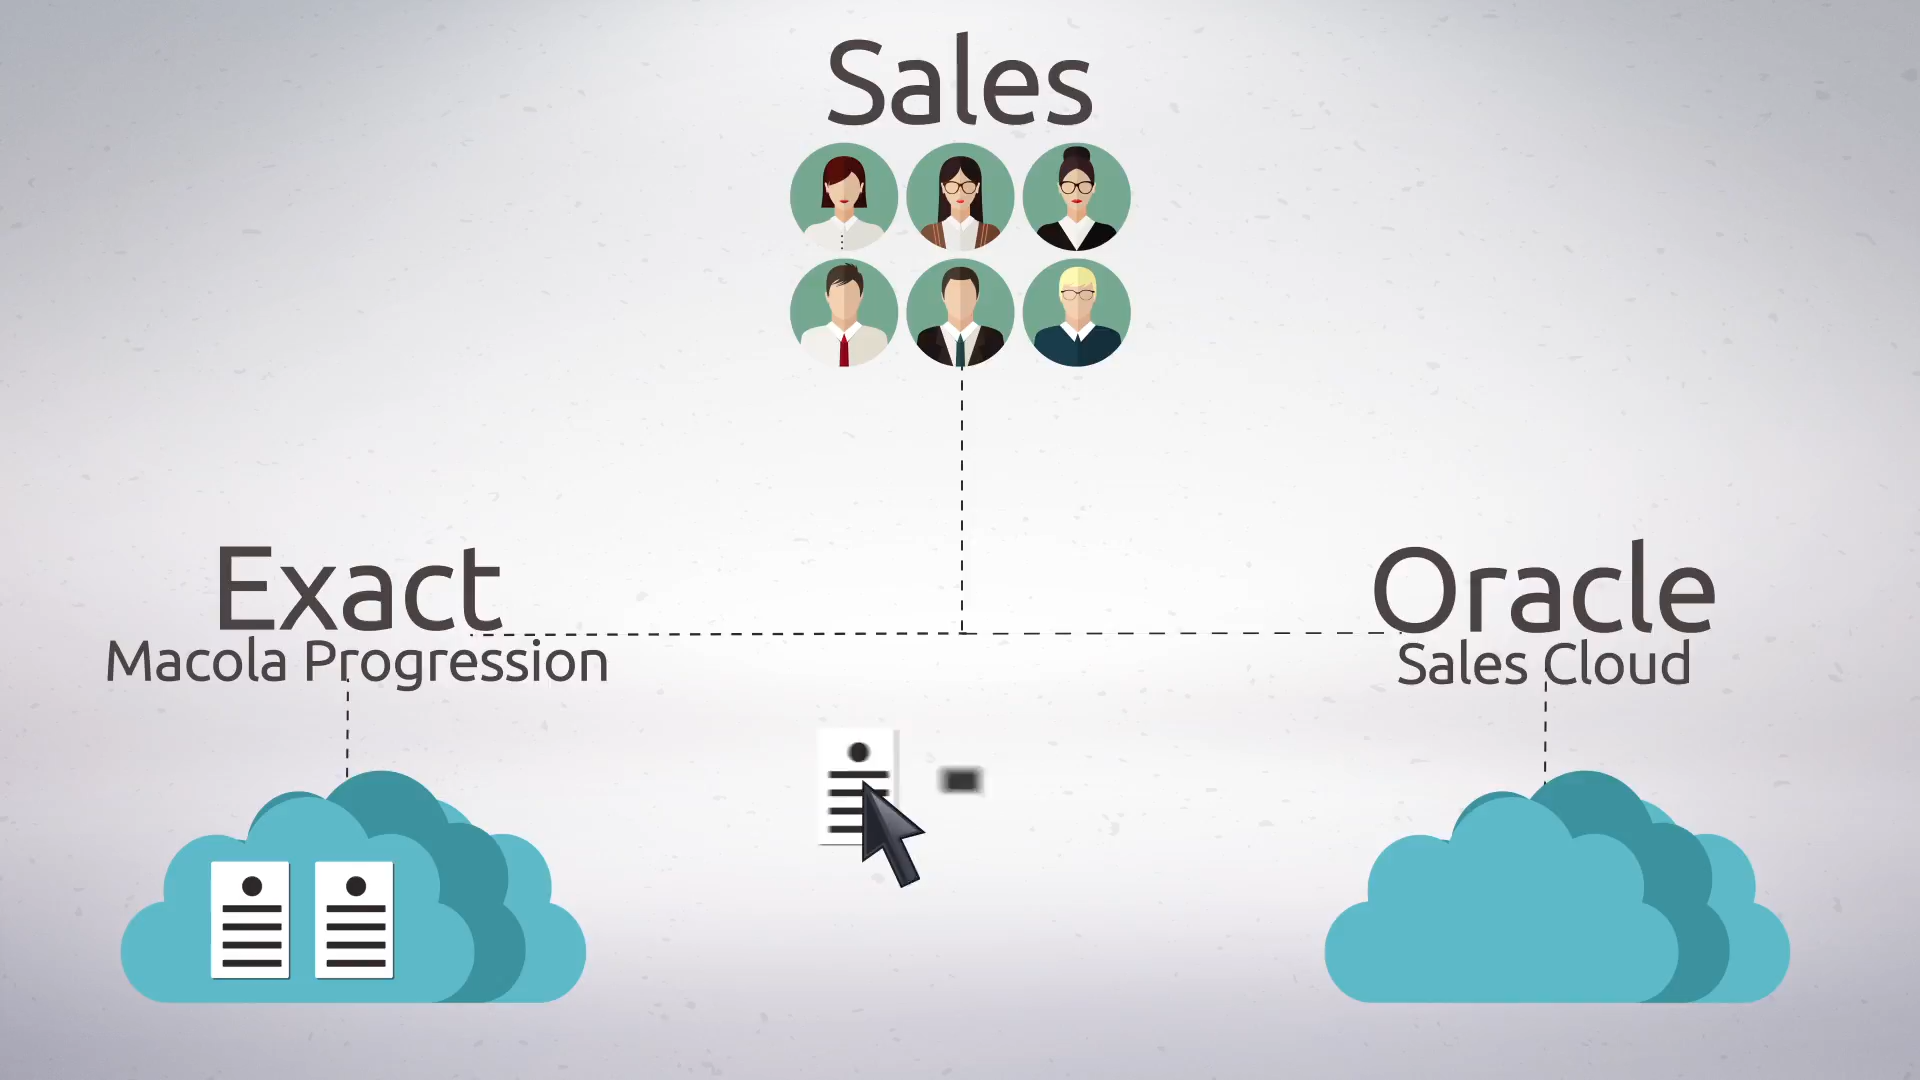 Sales
Exact
Macola Progression
Oracle
Sales Cloud